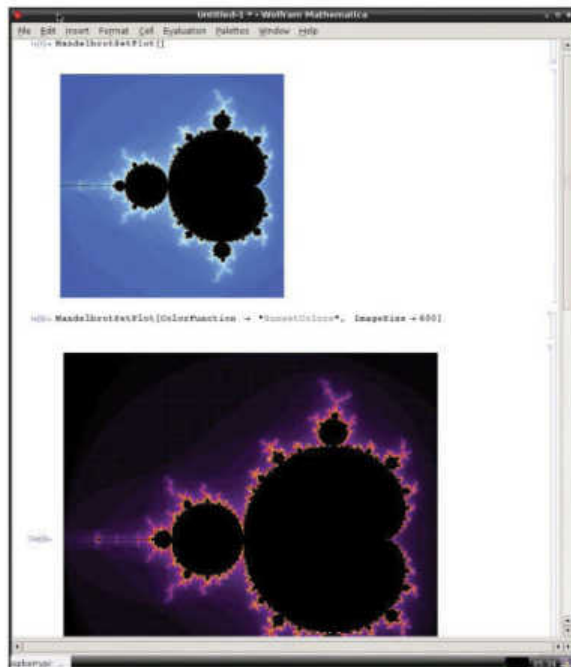 Untitled-1 * - Wolfram Mathematica
File Edit Insert Format Cell Evaluation Palettes Window Help
MandelbrotSetPlot[]
MandelbrotSetPlot[ColorFunction → "SunsetColors", ImageSize → 600]